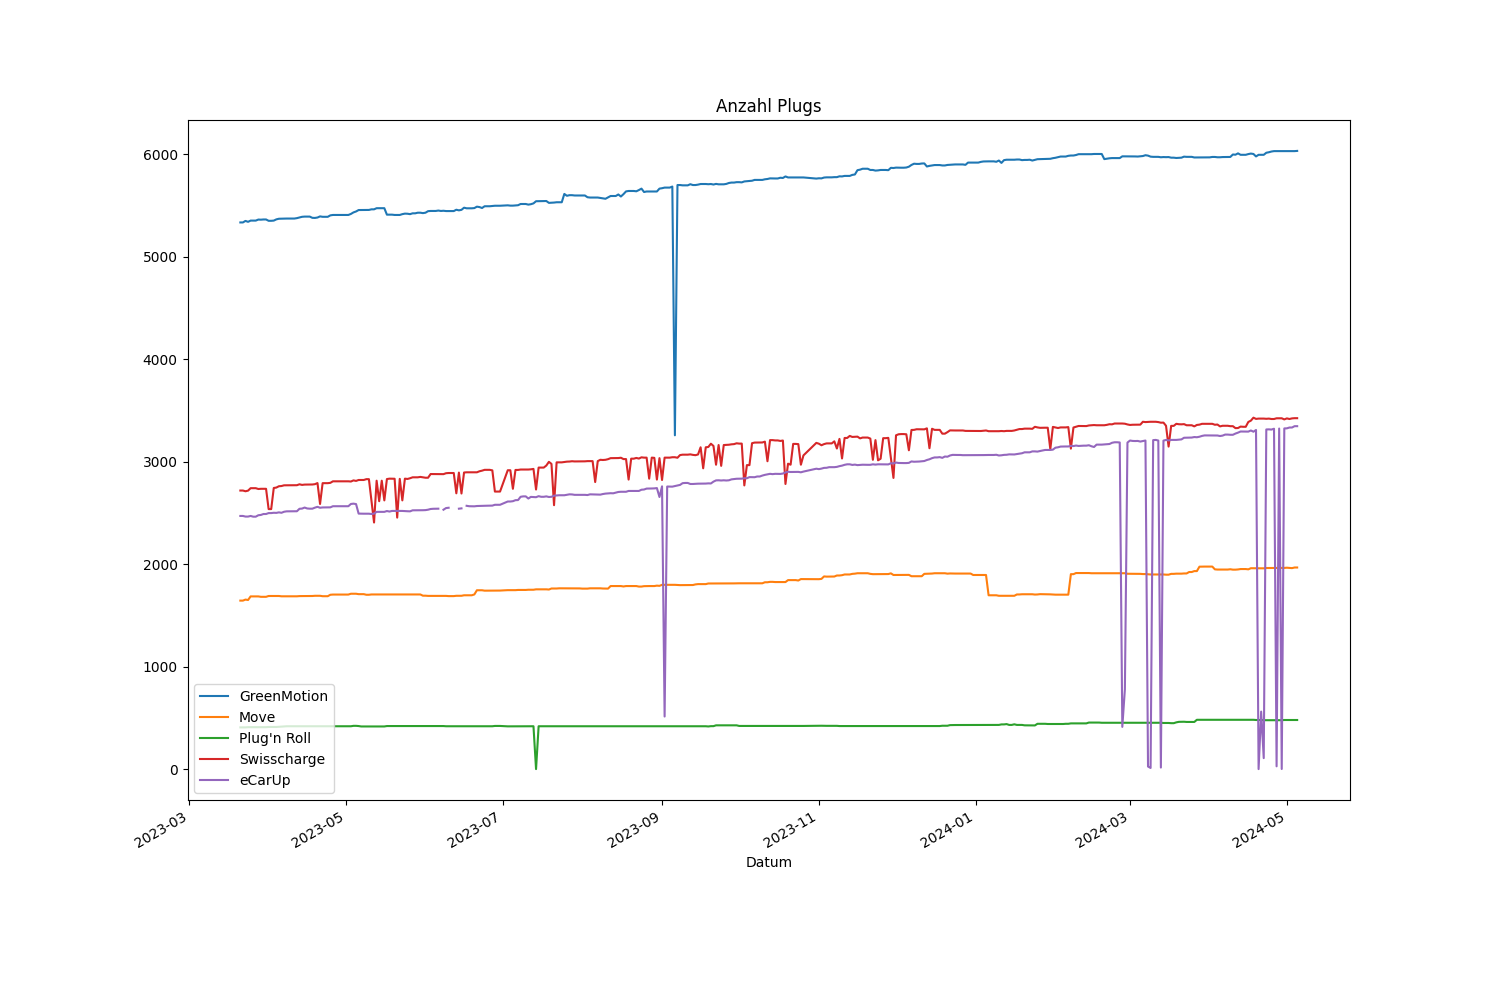 Anzahl Plugs
6000
5000
4000
3000
2000
1000
0
GreenMotion
Move
Plug'n Roll
Swisscharge
eCarUp
2023-03
2023-05
2023-07
2023-09
2023-11
2024-01
2024-03
2024-05
Datum